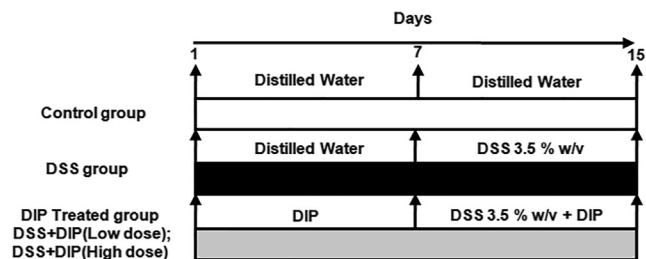 Days
1 7 15
Distilled Water Distilled Water
Control group
Distilled Water DSS 3.5 % w/v
DSS group
DIP Treated group DIP DSS 3.5 % w/v + DIP
DSS+DIP(Low dose);
DSS+DIP(High dose)